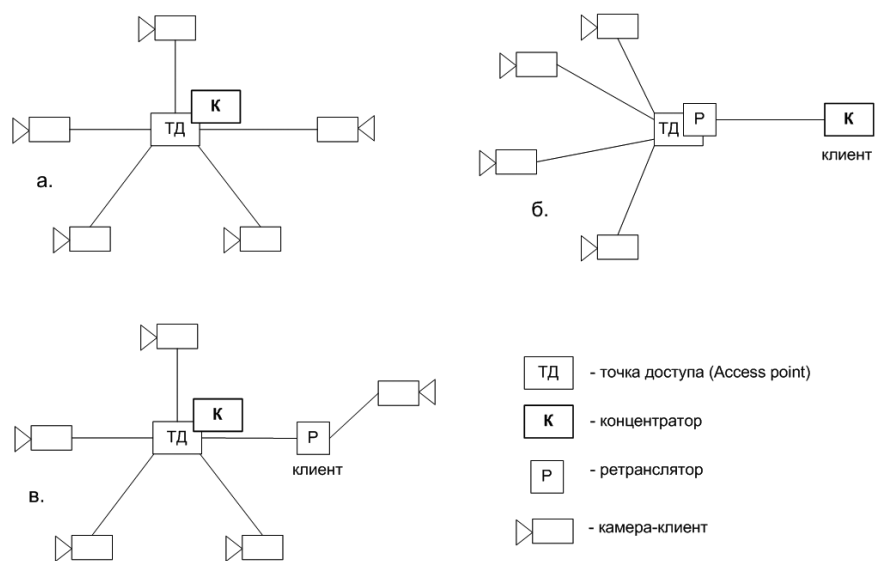 К
ТД
а.
ТД
Р
К
клиент
б.
К
ТД
Р
клиент
в.
ТД - точка доступа (Access point)
К - концентратор
Р - ретранслятор
- камера-клиент